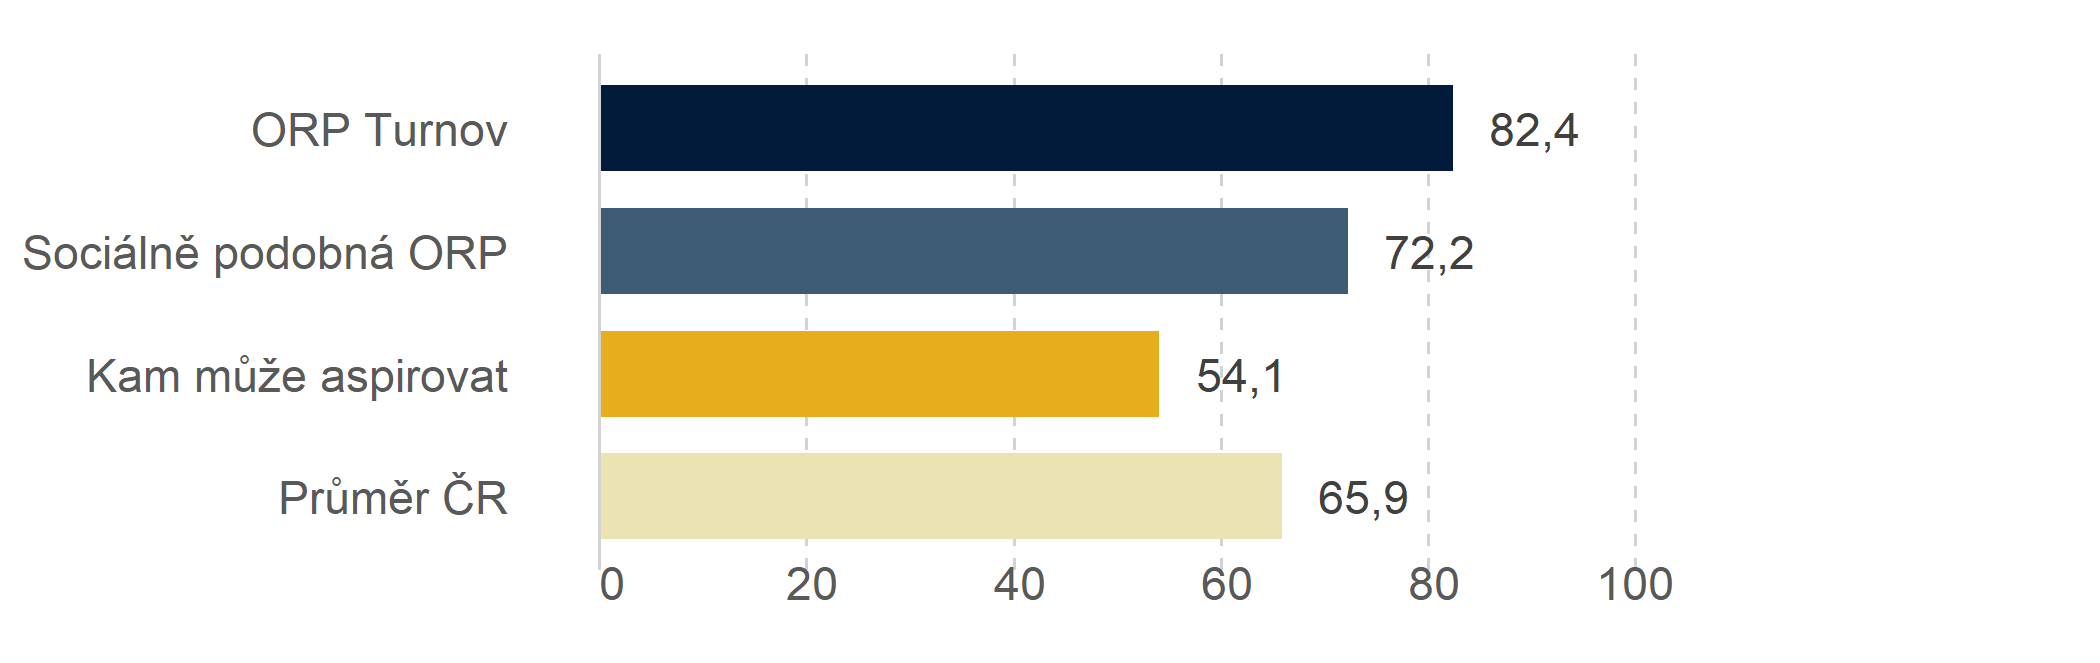 ORP Turnov 82,4
Sociálně podobná ORP 72,2
Kam může aspirovat 54,1
Průměr ČR 65,9
0 20 40 60 80 100